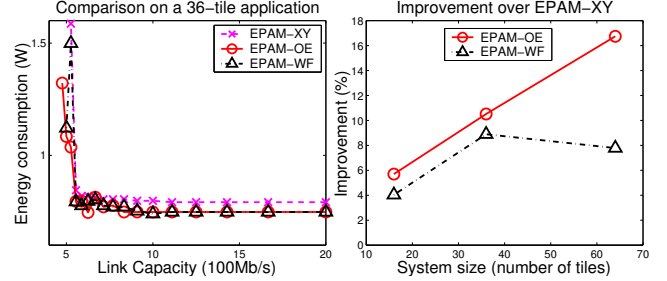 Comparison on a 36−tile application
EPAM−XY
EPAM−OE
EPAM−WF
1.5
1
Energy consumption (W)
5
10
15
20
Link Capacity (100Mb/s)
Improvement over EPAM−XY
EPAM−OE
EPAM−WF
18
16
14
12
10
8
6
4
2
0
Improvement (%)
10
20
30
40
50
60
70
System size (number of tiles)